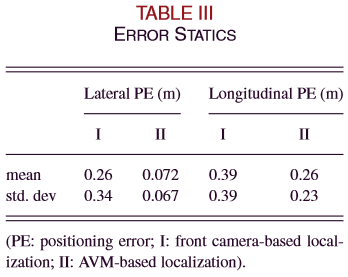 TABLE III
ERROR STATICS
Lateral PE (m) Longitudinal PE (m)
I II I II
mean 0.26 0.072 0.39 0.26
std. dev 0.34 0.067 0.39 0.23
(PE: positioning error; I: front camera-based local-
ization; II: AVM-based localization).